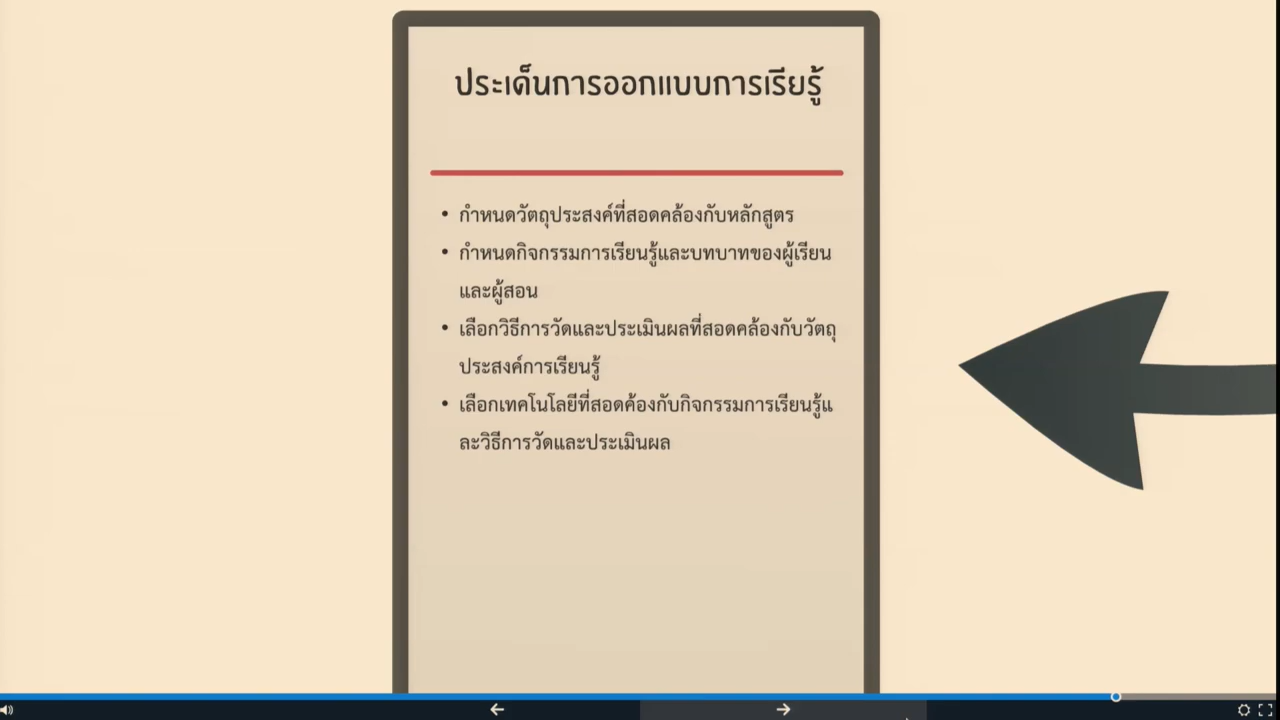 ประเด็นการออกแบบการเรียรู้
• กำหนดวัตถุประสงค์ที่สอดคล้องกับหลักสูตร
• กำหนดกิจกรรมการเรียนรู้และบทบาทของผู้เรียน
และผู้สอน
• เลือกวิธีการวัดและประเมินผลที่สอดคล้องกับวัตถุ
ประสงค์การเรียนรู้
• เลือกเทคโนโลยีที่สอดค้องกับกิจกรรมการเรียนรู้แ
ละวิธีการวัดและประเมินผล